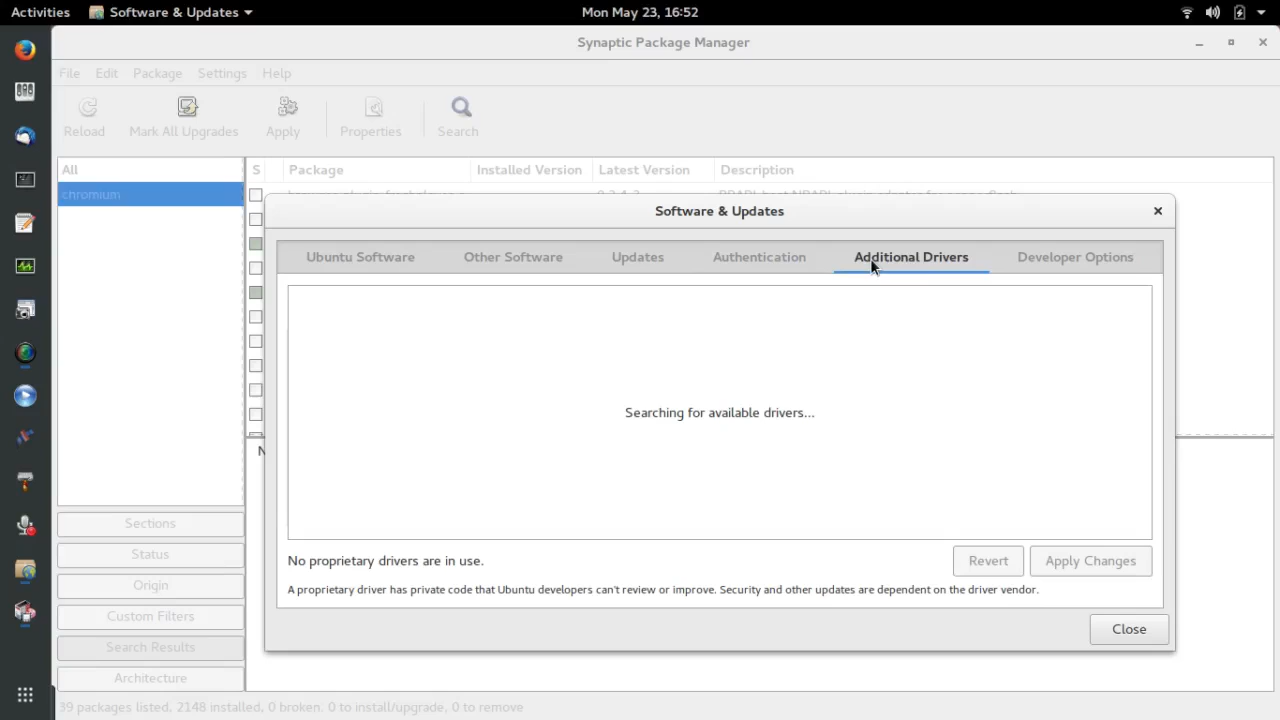 Activities Software & Updates Mon May 23, 16:52
Synaptic Package Manager
File Edit Package Settings Help
Reload Mark All Upgrades Apply Properties Search
All S Package Installed Version Latest Version Description
chromium
Software & Updates
Ubuntu Software Other Software Updates Authentication Additional Drivers Developer Options
Searching for available drivers...
No proprietary drivers are in use. Revert Apply Changes
A proprietary driver has private code that Ubuntu developers can't review or improve. Security and other updates are dependent on the driver vendor.
Close
Sections
Status
Origin
Custom Filters
Search Results
Architecture
39 packages listed, 2148 installed, 0 broken. 0 to install/upgrade, 0 to remove